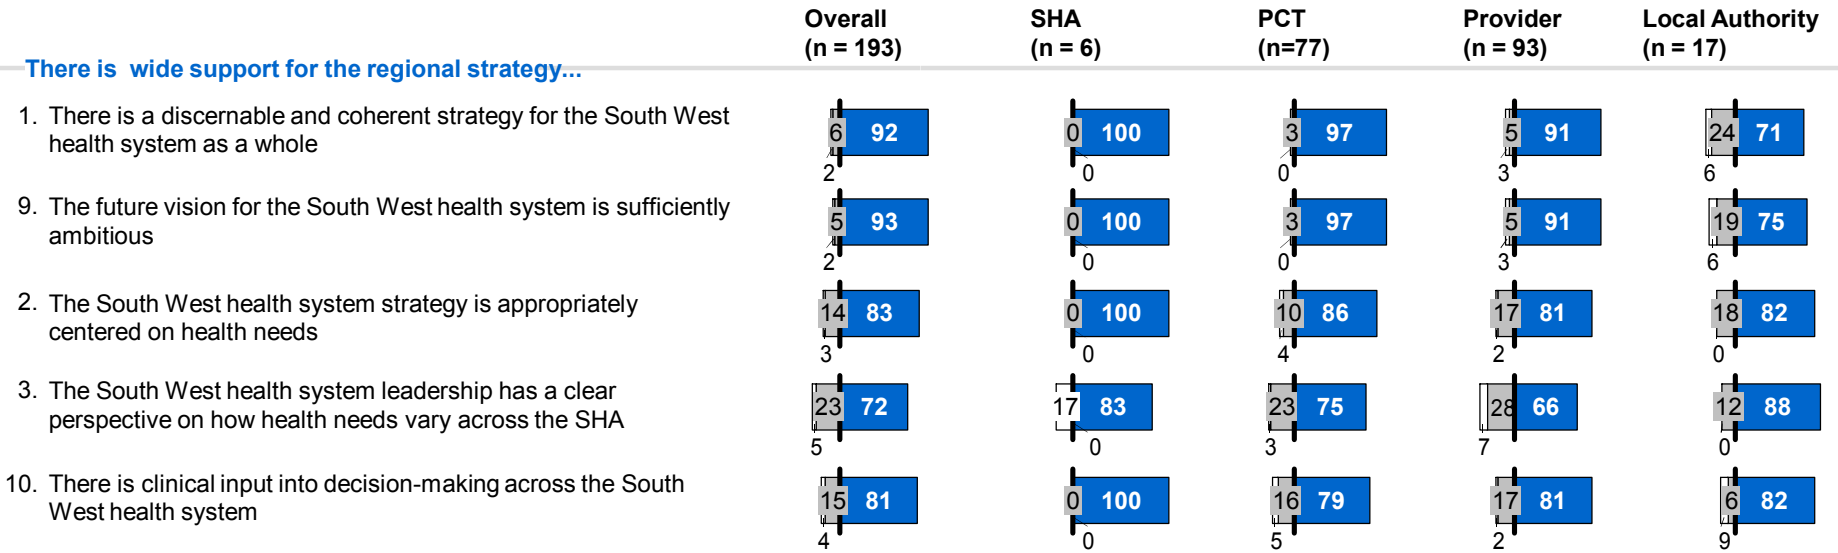 Overall SHA PCT Provider Local Authority
(n = 193) (n = 6) (n=77) (n = 93) (n = 17)
There is wide support for the regional strategy...
1. There is a discernable and coherent strategy for the South West
health system as a whole
6 92 0 100 3 97 5 91 24 71
2 0 0 3 6
9. The future vision for the South West health system is sufficiently
ambitious
5 93 0 100 3 97 5 91 19 75
2 0 0 3 6
2. The South West health system strategy is appropriately
centered on health needs
14 83 0 100 10 86 17 81 18 82
3 0 4 2 0
3. The South West health system leadership has a clear
perspective on how health needs vary across the SHA
23 72 17 83 23 75 28 66 12 88
5 0 3 7 0
10. There is clinical input into decision-making across the South
West health system
15 81 0 100 16 79 17 81 6 82
4 0 5 2 9